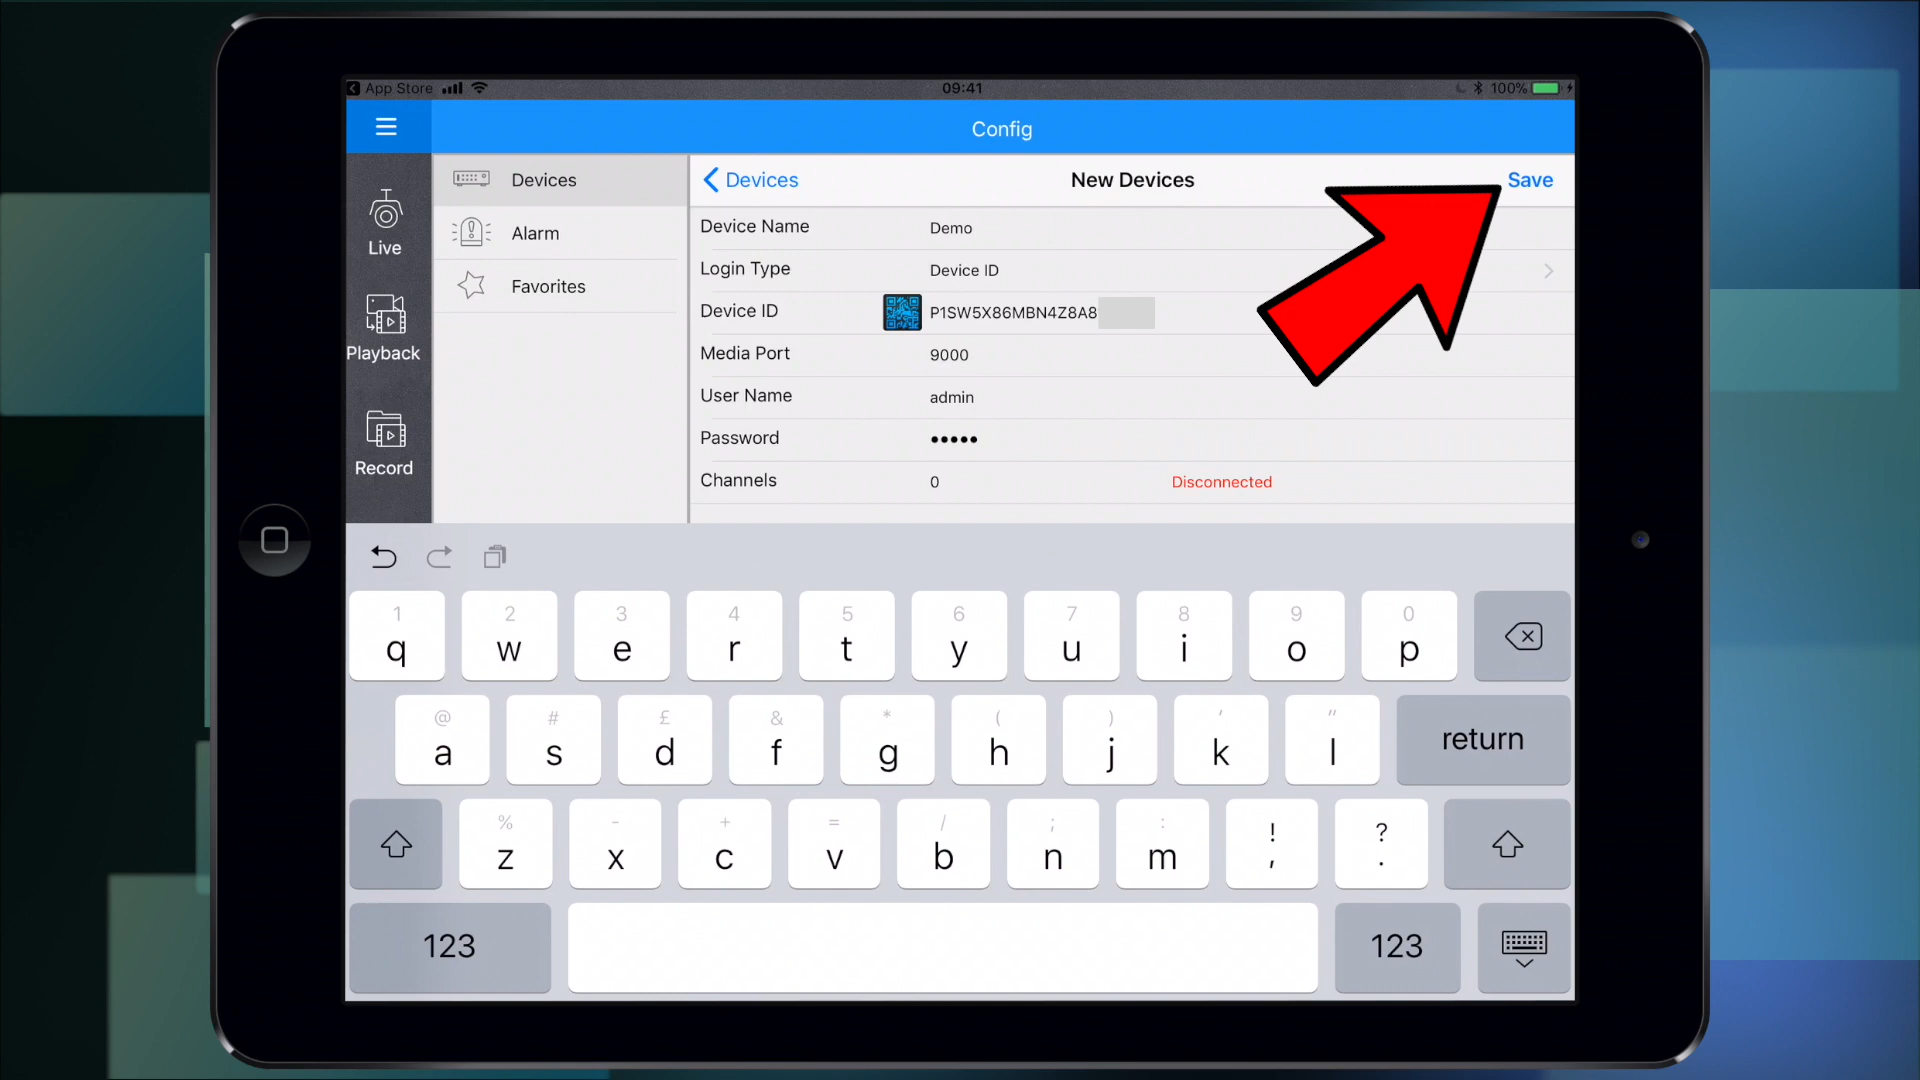 App Store 09:41 100%
Config
Live
Playback
Record
Devices
Alarm
Favorites
Devices New Devices Save
Device Name Demo
Login Type Device ID
Device ID P1SW5X86MBN4Z8A8
Media Port 9000
User Name admin
Password •••••
Channels 0 Disconnected
1 2 3 4 5 6 7 8 9 0
q w e r t y u i o p
@ # £ & * ( ) ' "
a s d f g h j k l return
% - + = / ; : ! ?
z x c v b n m , .
123 123